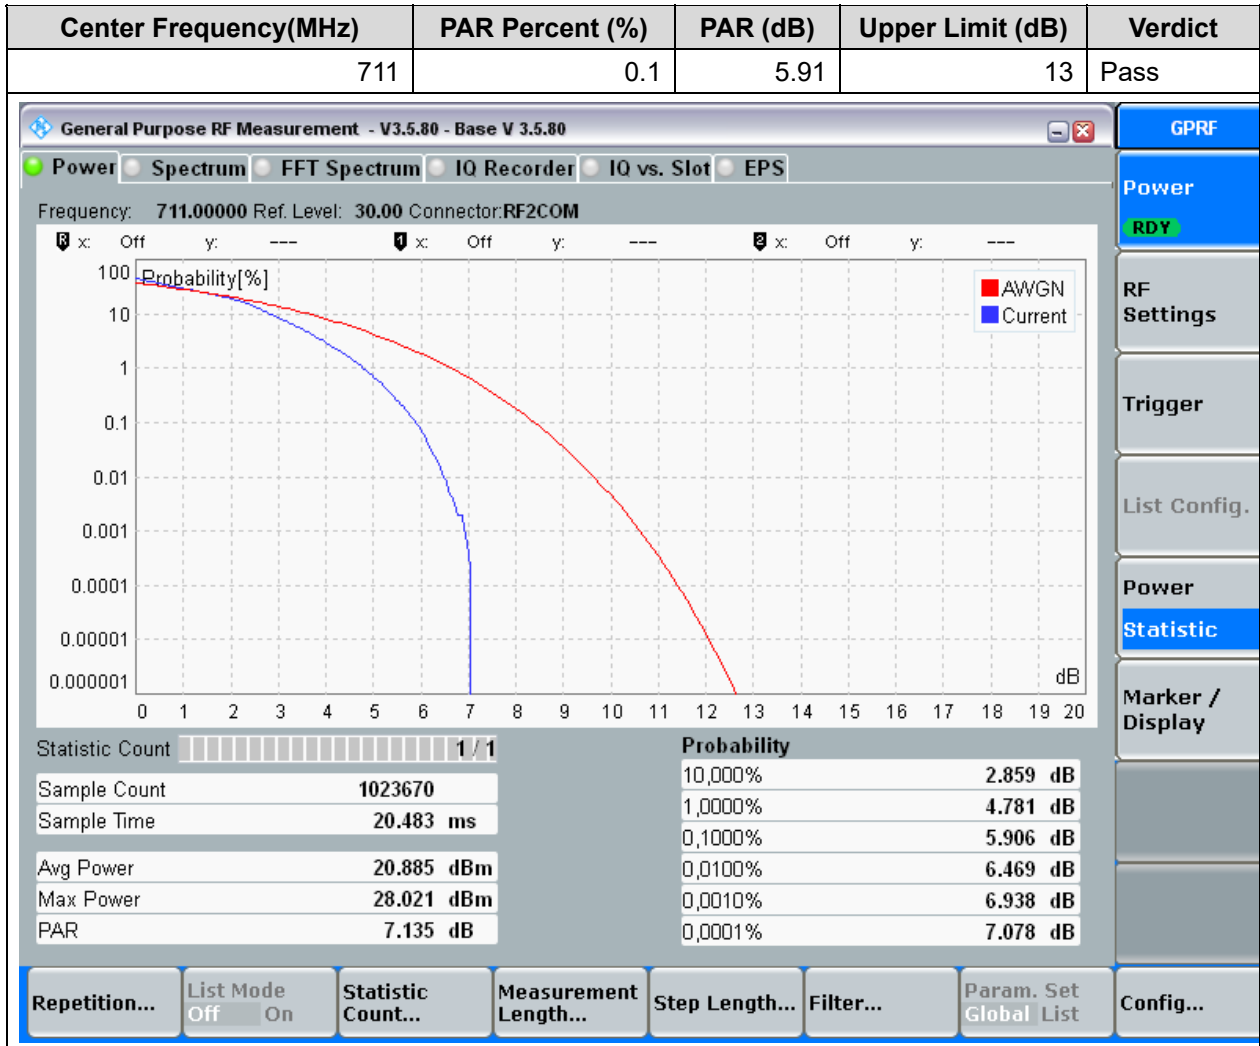 Center Frequency(MHz) PAR Percent (%) PAR (dB) Upper Limit (dB) Verdict
711 0.1 5.91 13 Pass
General Purpose RF Measurement - V3.5.80 - Base V 3.5.80
GPRF
Power Spectrum FFT Spectrum IQ Recorder IQ vs. Slot EPS
Frequency: 711.00000 Ref. Level: 30.00 Connector:RF2COM
R x: Off y: --- 1 x: Off y: --- 2 x: Off y: ---
Probability[%]
100
10
1
0.1
0.01
0.001
0.0001
0.00001
0.000001
AWGN
Current
dB
0 1 2 3 4 5 6 7 8 9 10 11 12 13 14 15 16 17 18 19 20
Statistic Count 1 / 1
Sample Count 1023670
Sample Time 20.483 ms
Avg Power 20.885 dBm
Max Power 28.021 dBm
PAR 7.135 dB
Probability
10,000% 2.859 dB
1,0000% 4.781 dB
0,1000% 5.906 dB
0,0100% 6.469 dB
0,0010% 6.938 dB
0,0001% 7.078 dB
Power
RDY
RF
Settings
Trigger
List Config.
Power
Statistic
Marker /
Display
Repetition...
List Mode
Off On
Statistic
Count...
Measurement
Length...
Step Length...
Filter...
Param. Set
Global List
Config...